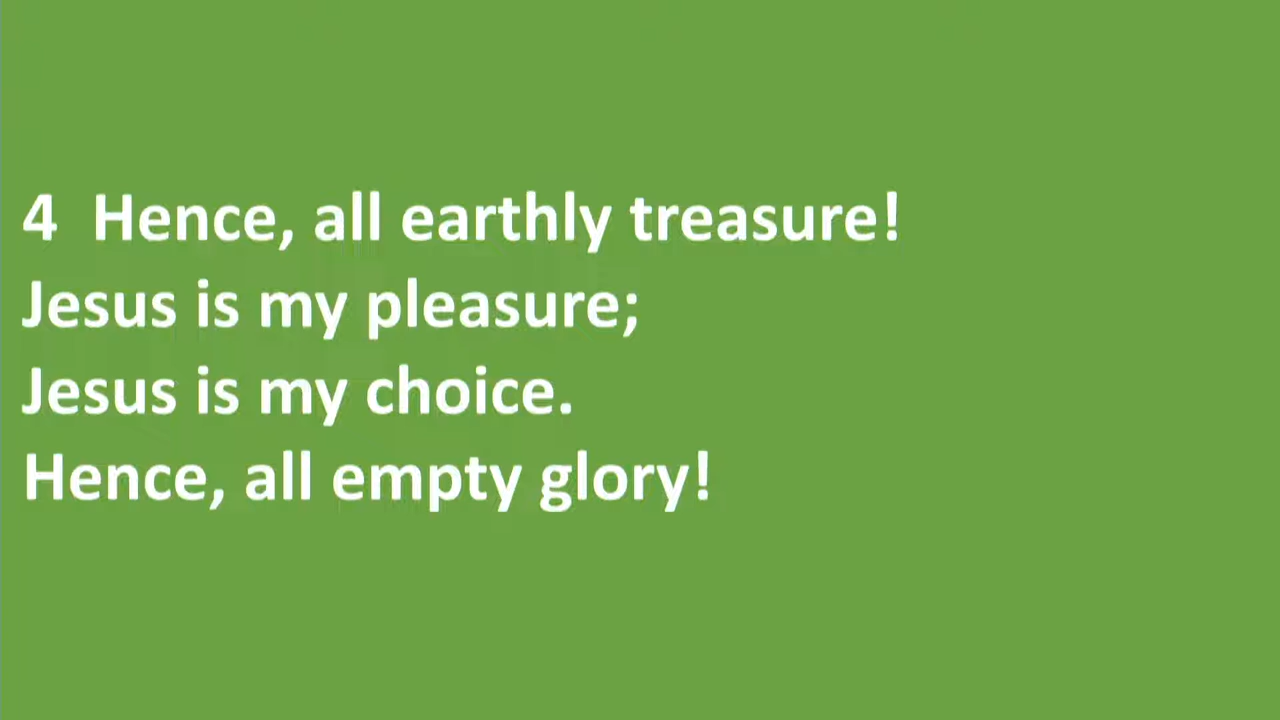 4  Hence, all earthly treasure!
Jesus is my pleasure;
Jesus is my choice.
Hence, all empty glory!